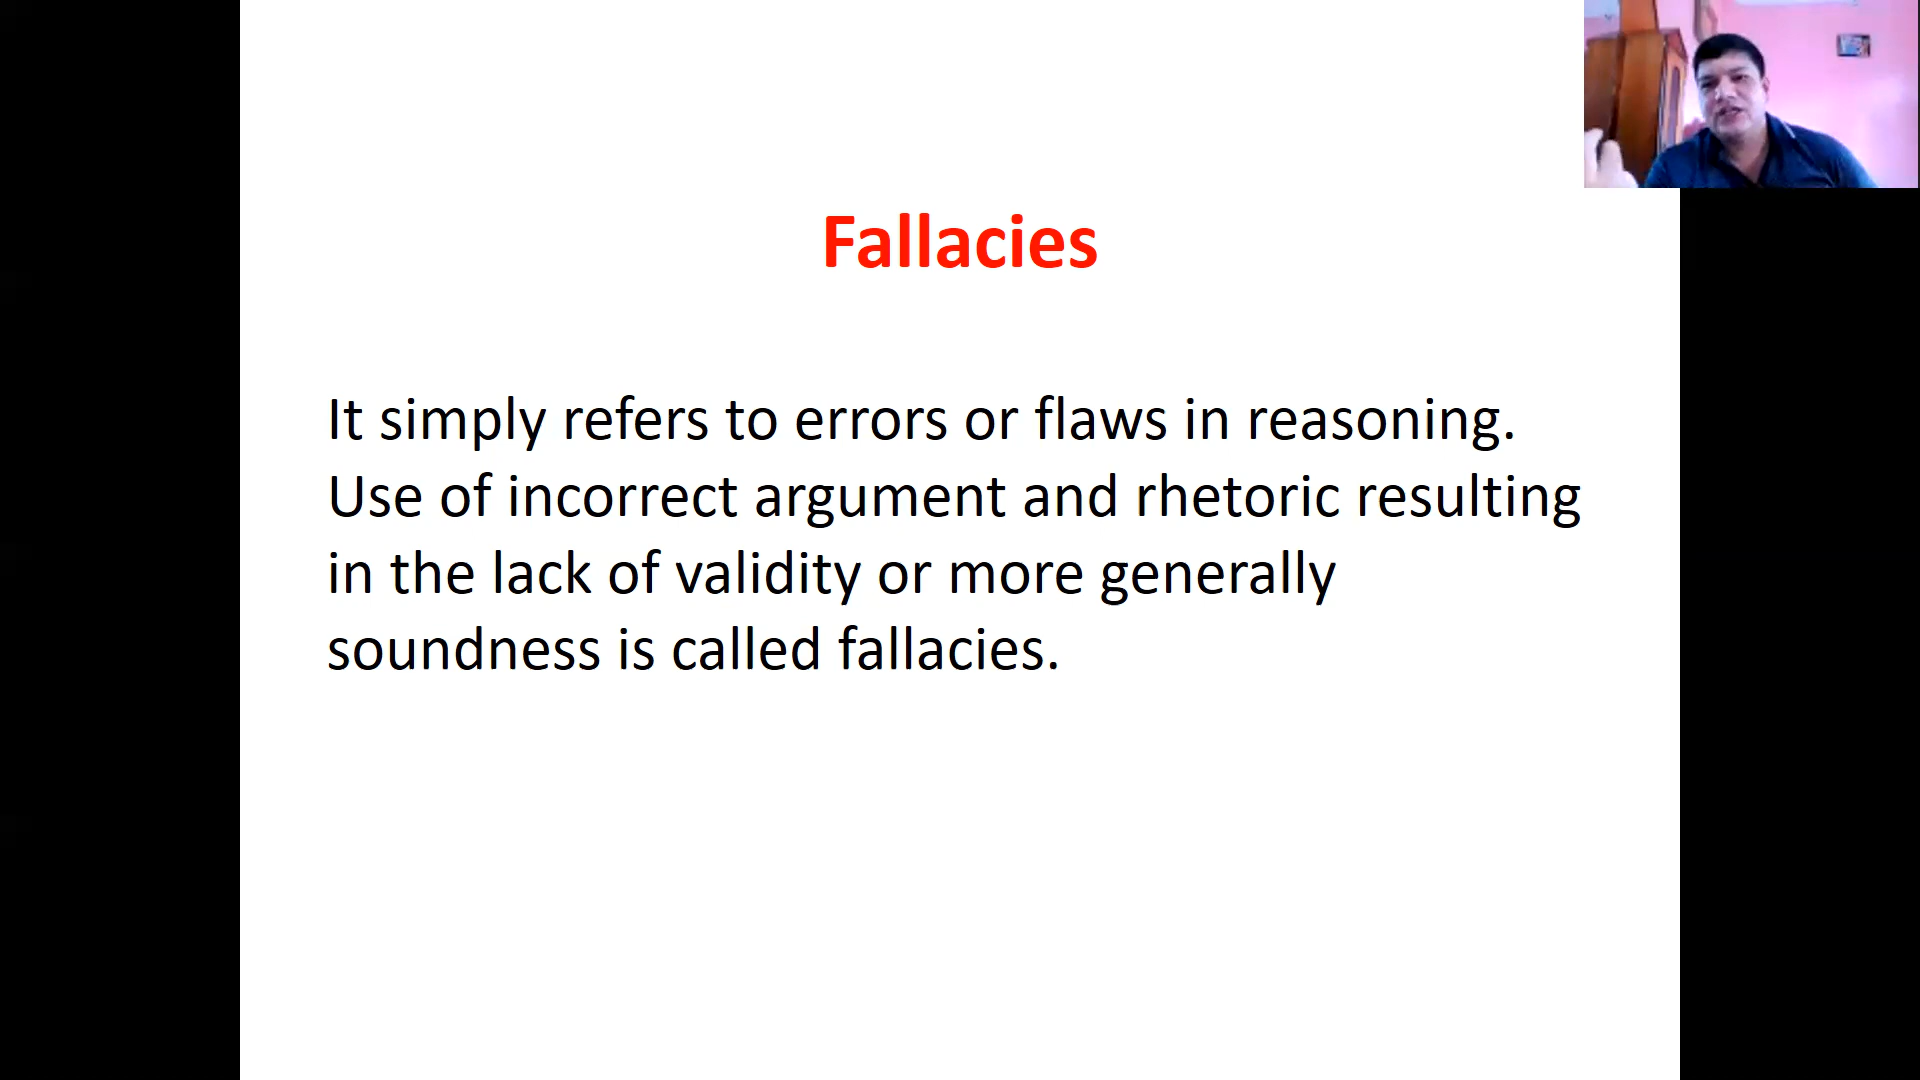 Fallacies
It simply refers to errors or flaws in reasoning.
Use of incorrect argument and rhetoric resulting
in the lack of validity or more generally
soundness is called fallacies.